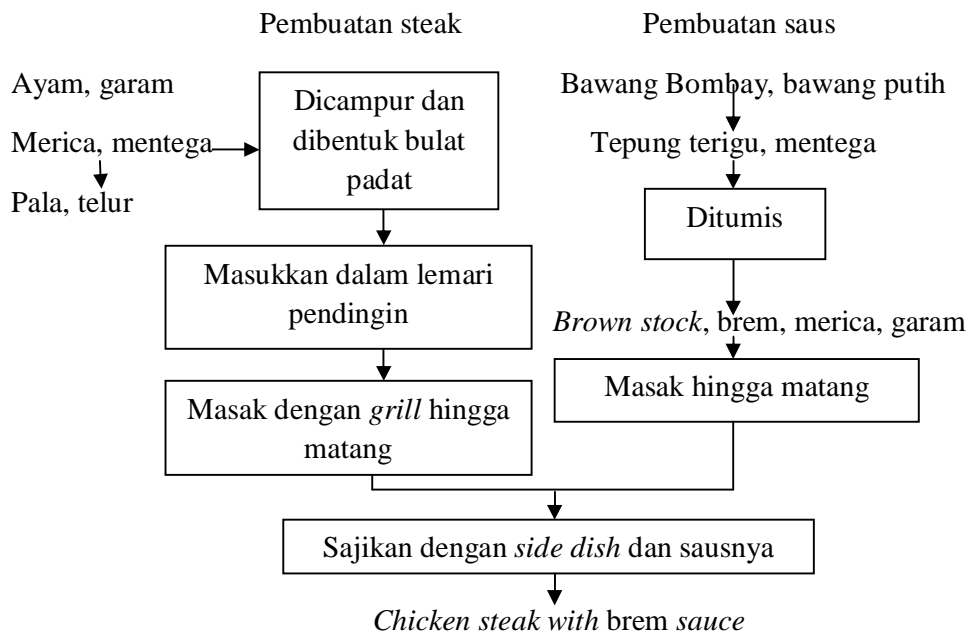 Pembuatan steak
Ayam, garam
Merica, mentega
Pala, telur
Dicampur dan
dibentuk bulat
padat
Masukkan dalam lemari
pendingin
Masak dengan grill hingga
matang
Pembuatan saus
Bawang Bombay, bawang putih
Tepung terigu, mentega
Ditumis
Brown stock, brem, merica, garam
Masak hingga matang
Sajikan dengan side dish dan sausnya
Chicken steak with brem sauce